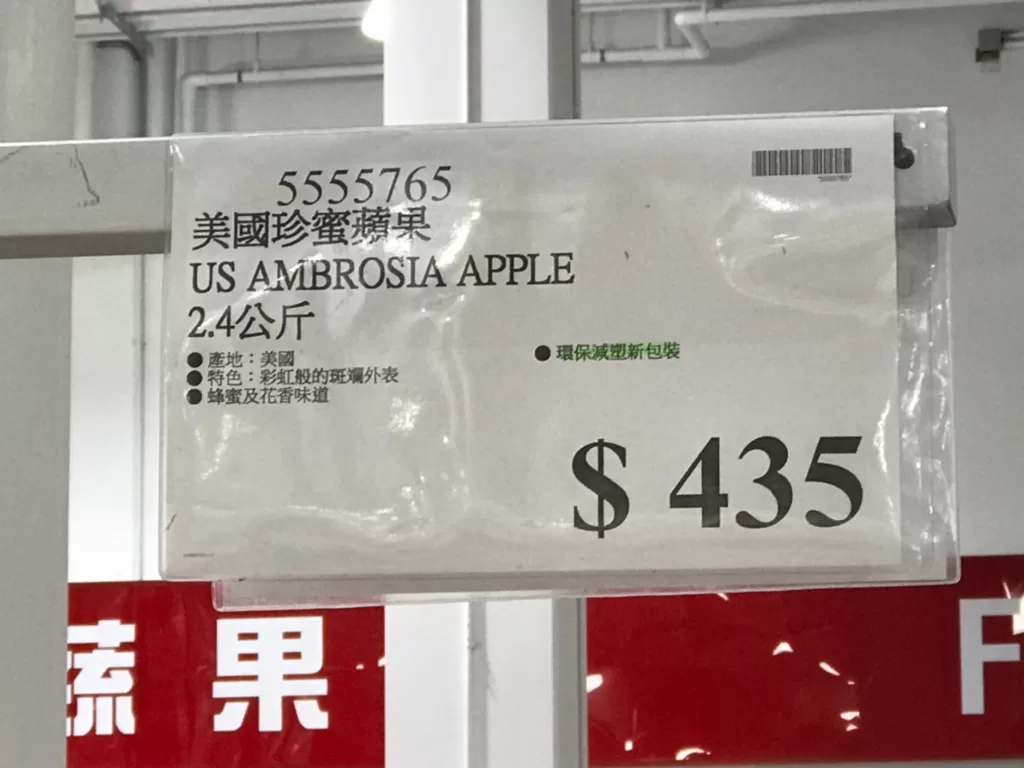 5555765
美國珍蜜蘋果
US AMBROSIA APPLE
2.4公斤
● 產地：美國
● 特色：彩虹般的斑斕外表
● 蜂蜜及花香味道
● 環保減塑新包裝
$ 435
蔬果
F